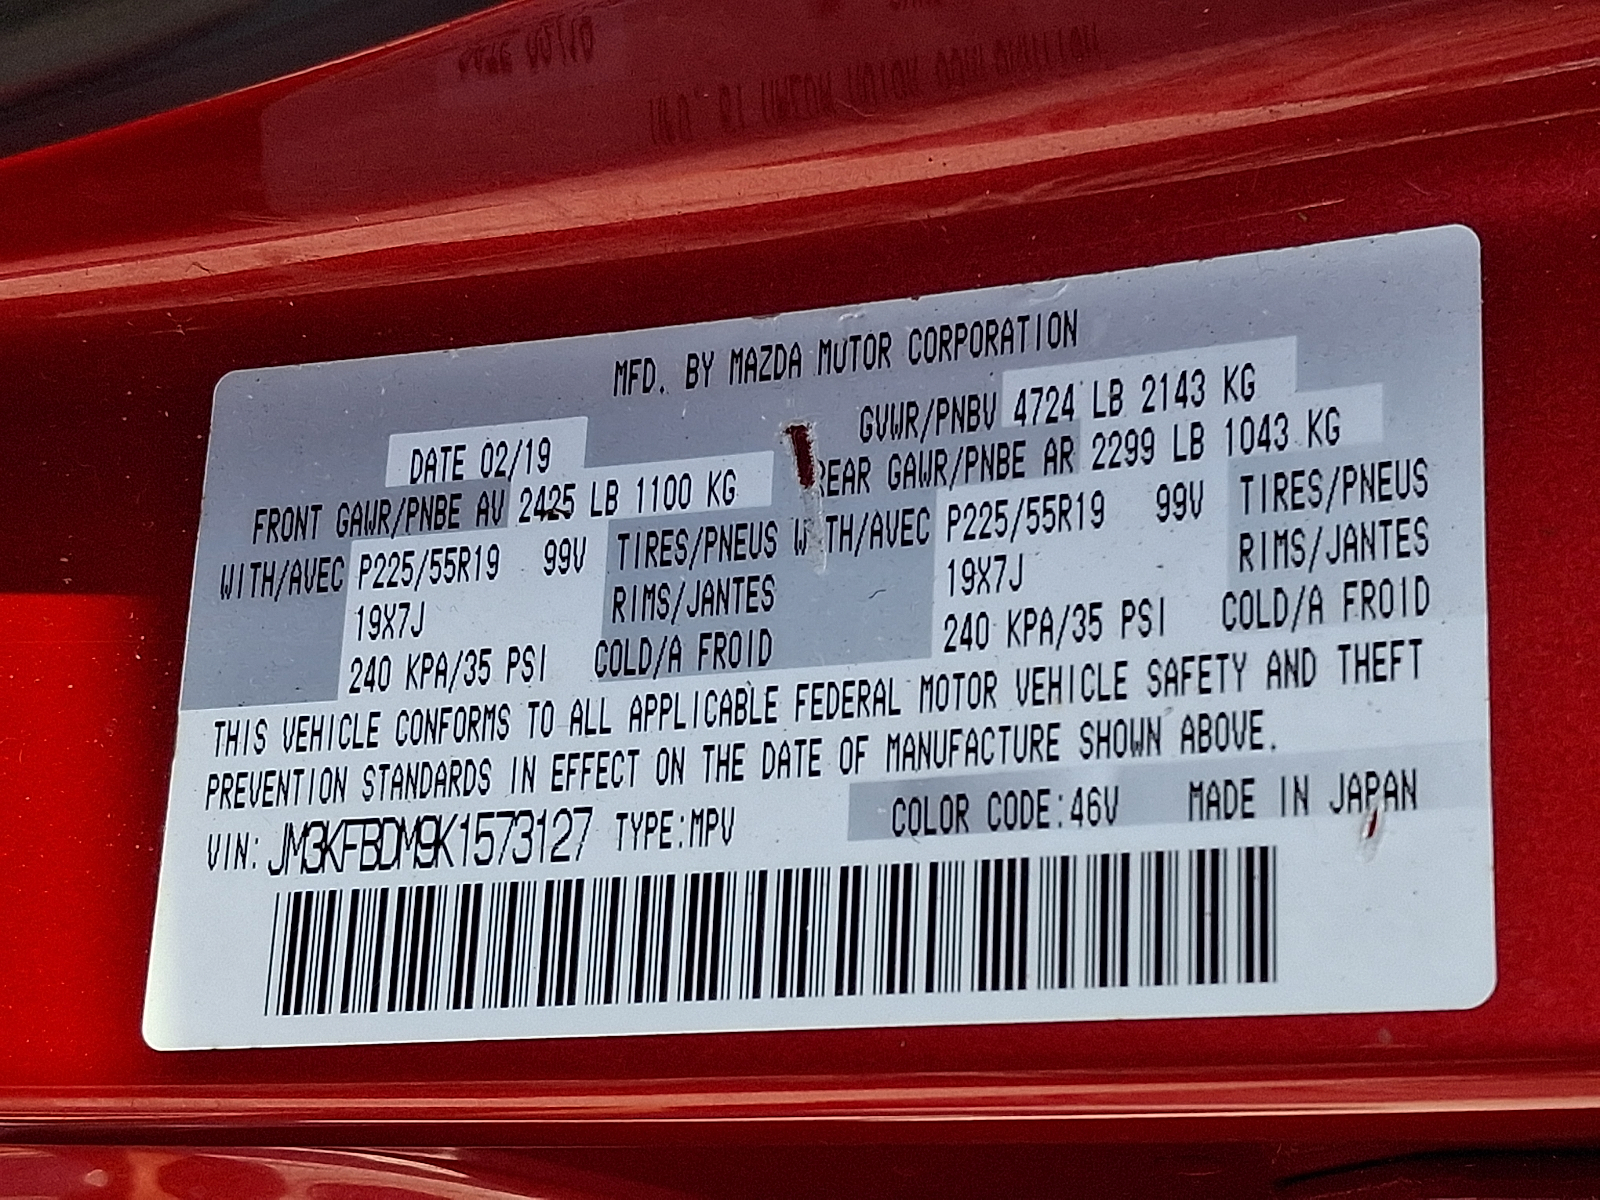 MFD. BY MAZDA MOTOR CORPORATION
DATE 02/19 GVWR/PNBV 4724 LB 2143 KG
FRONT GAWR/PNBE AV 2425 LB 1100 KG REAR GAWR/PNBE AR 2299 LB 1043 KG
WITH/AVEC P225/55R19 99V TIRES/PNEUS WITH/AVEC P225/55R19 99V TIRES/PNEUS
19X7J RIMS/JANTES 19X7J RIMS/JANTES
240 KPA/35 PSI COLD/A FROID 240 KPA/35 PSI COLD/A FROID
THIS VEHICLE CONFORMS TO ALL APPLICABLE FEDERAL MOTOR VEHICLE SAFETY AND THEFT
PREVENTION STANDARDS IN EFFECT ON THE DATE OF MANUFACTURE SHOWN ABOVE.
VIN: JM3KFBDM9K1573127 TYPE:MPV COLOR CODE:46V MADE IN JAPAN